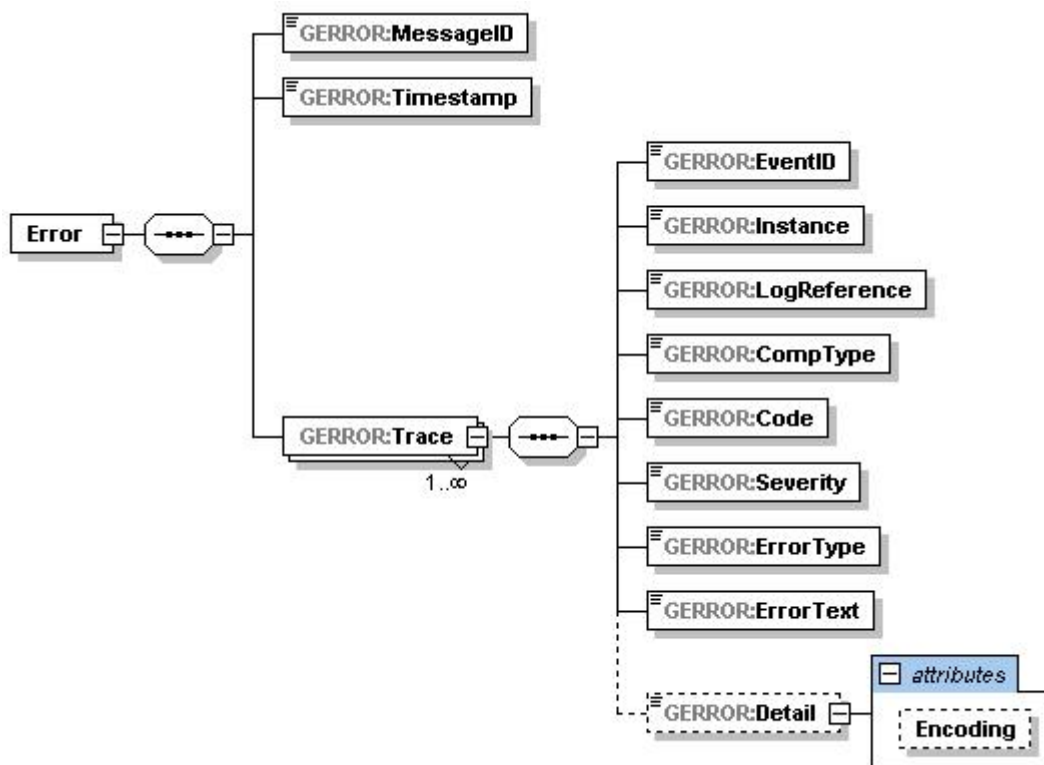 GERROR:MessageID
GERROR:Timestamp
Error
GERROR:Trace
1..∞
GERROR:EventID
GERROR:Instance
GERROR:LogReference
GERROR:CompType
GERROR:Code
GERROR:Severity
GERROR:ErrorType
GERROR:ErrorText
GERROR:Detail
attributes
Encoding